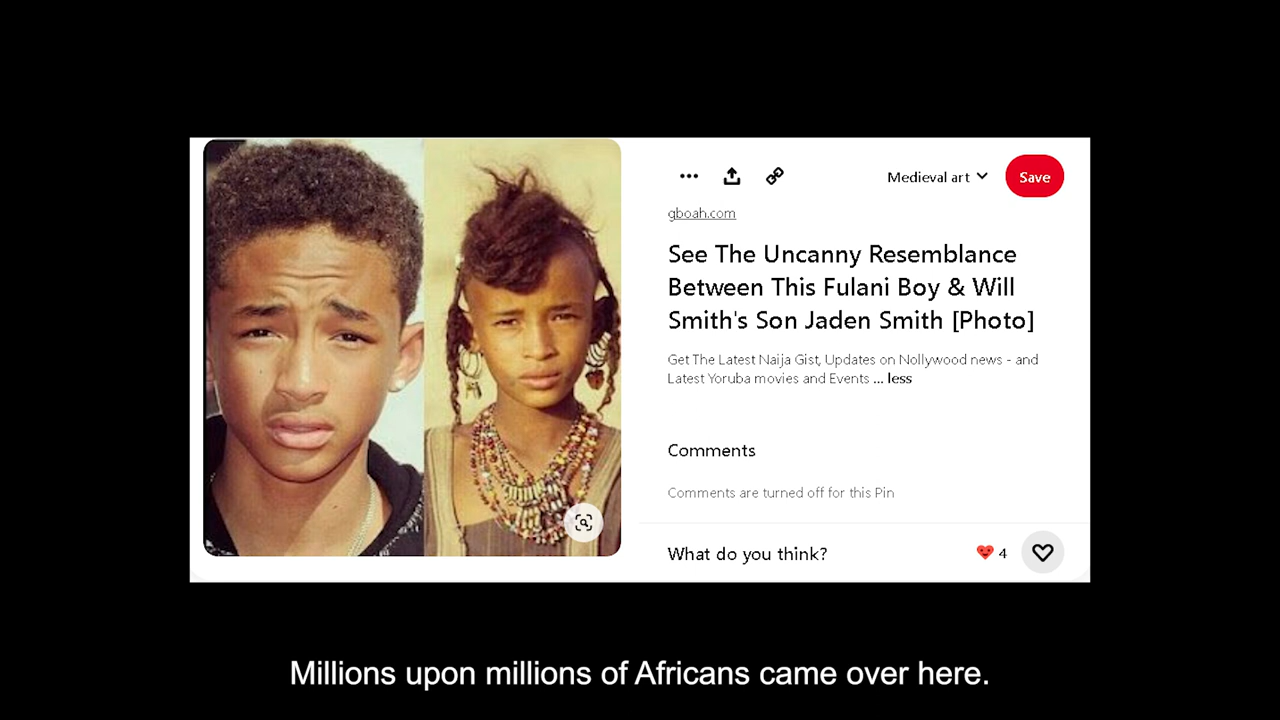 Medieval art
Save
gboah.com
See The Uncanny Resemblance
Between This Fulani Boy & Will
Smith's Son Jaden Smith [Photo]
Get The Latest Naija Gist, Updates on Nollywood news - and
Latest Yoruba movies and Events ... less
Comments
Comments are turned off for this Pin
What do you think?
4
Millions upon millions of Africans came over here.